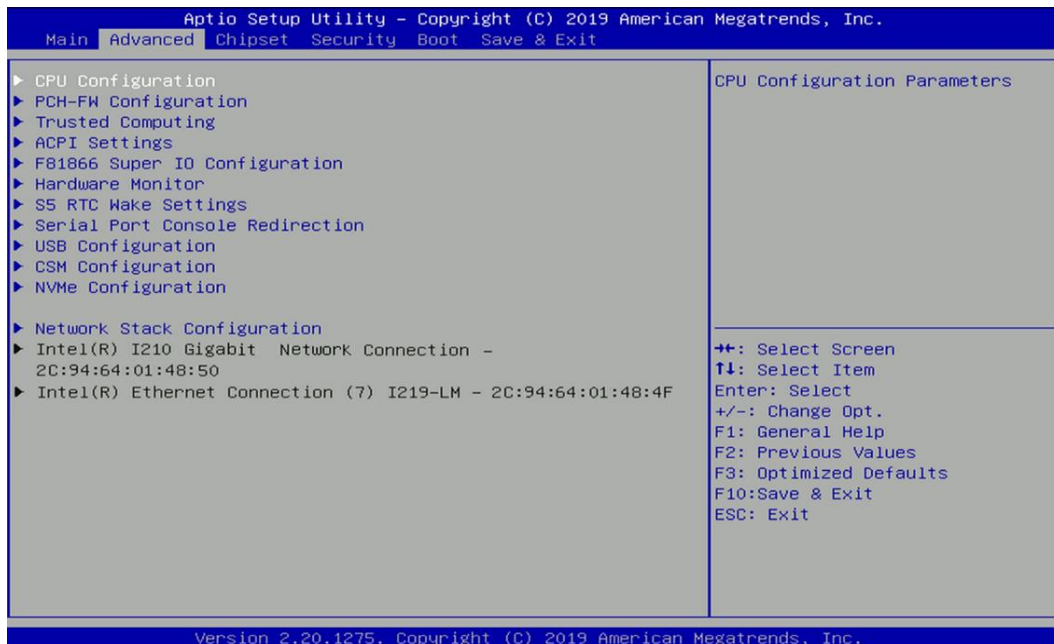 Aptio Setup Utility – Copyright (C) 2019 American Megatrends, Inc.
Main Advanced Chipset Security Boot Save & Exit
▶ CPU Configuration
▶ PCH-FW Configuration
▶ Trusted Computing
▶ ACPI Settings
▶ F81866 Super IO Configuration
▶ Hardware Monitor
▶ S5 RTC Wake Settings
▶ Serial Port Console Redirection
▶ USB Configuration
▶ CSM Configuration
▶ NVMe Configuration
▶ Network Stack Configuration
▶ Intel(R) I210 Gigabit  Network Connection –
2C:94:64:01:48:50
▶ Intel(R) Ethernet Connection (7) I219-LM – 2C:94:64:01:48:4F
CPU Configuration Parameters
→←: Select Screen
↑↓: Select Item
Enter: Select
+/-: Change Opt.
F1: General Help
F2: Previous Values
F3: Optimized Defaults
F10:Save & Exit
ESC: Exit
Version 2.20.1275. Copyright (C) 2019 American Megatrends, Inc.